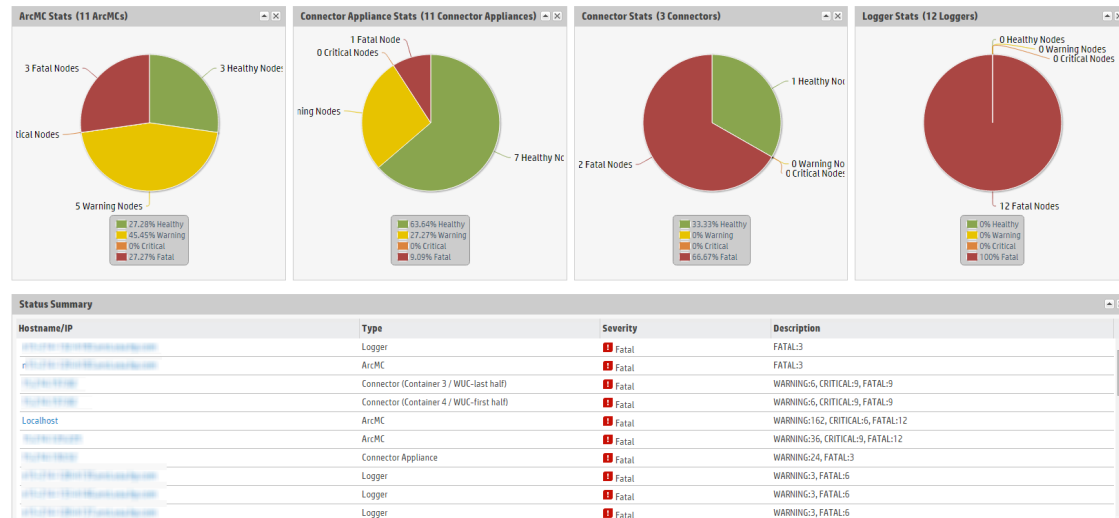 ArcMC Stats (11 ArcMCs)
3 Fatal Nodes
3 Healthy Nodes
tical Nodes
5 Warning Nodes
27.28% Healthy
45.45% Warning
0% Critical
27.27% Fatal
Connector Appliance Stats (11 Connector Appliances)
1 Fatal Node
0 Critical Nodes
ning Nodes
7 Healthy Nc
63.64% Healthy
27.27% Warning
0% Critical
9.09% Fatal
Connector Stats (3 Connectors)
1 Healthy Noc
2 Fatal Nodes
0 Warning No
0 Critical Nodes
33.33% Healthy
0% Warning
0% Critical
66.67% Fatal
Logger Stats (12 Loggers)
0 Healthy Nodes
0 Warning Nodes
0 Critical Nodes
12 Fatal Nodes
0% Healthy
0% Warning
0% Critical
100% Fatal
Status Summary
Hostname/IP Type Severity Description
Logger Fatal FATAL:3
ArcMC Fatal FATAL:3
Connector (Container 3 / WUC-last half) Fatal WARNING:6, CRITICAL:9, FATAL:9
Connector (Container 4 / WUC-first half) Fatal WARNING:6, CRITICAL:9, FATAL:9
Localhost ArcMC Fatal WARNING:162, CRITICAL:6, FATAL:12
ArcMC Fatal WARNING:36, CRITICAL:9, FATAL:12
Connector Appliance Fatal WARNING:24, FATAL:3
Logger Fatal WARNING:3, FATAL:6
Logger Fatal WARNING:3, FATAL:6
Logger Fatal WARNING:3, FATAL:6